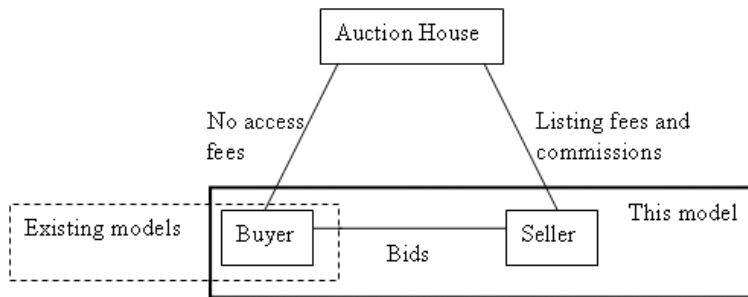 Auction House
No access
fees
Listing fees and
commissions
Existing models
Buyer
Bids
Seller
This model